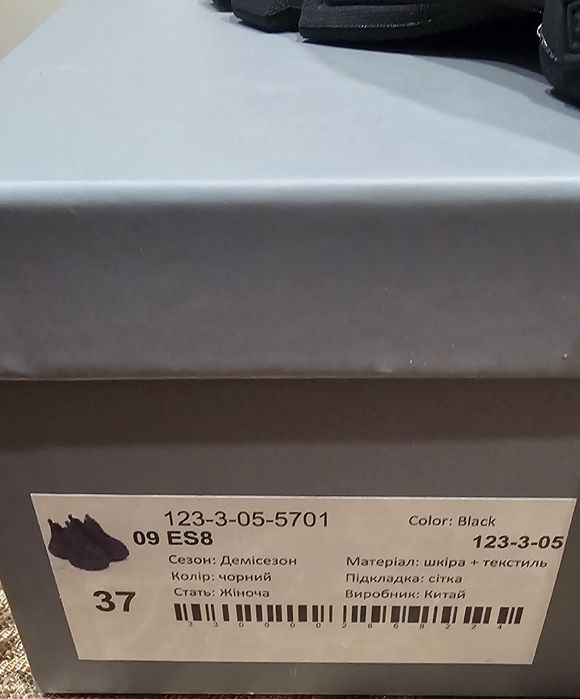 123-3-05-5701
Color: Black
09 ES8
123-3-05
Сезон: Демісезон
Матеріал: шкіра + текстиль
Колір: чорний
Підкладка: сітка
37
Стать: Жіноча
Виробник: Китай